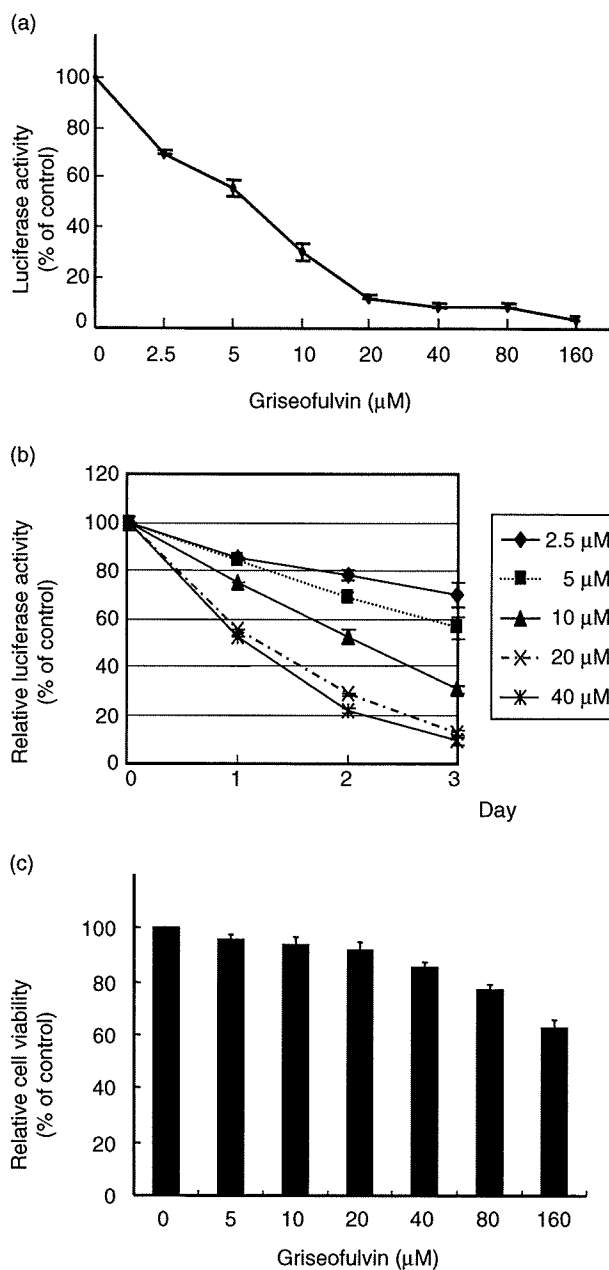 (a)
Luciferase activity
(% of control)
100
80
60
40
20
0
0 2.5 5 10 20 40 80 160
Griseofulvin (μM)
(b)
Relative luciferase activity
(% of control)
120
100
80
60
40
20
0
0 1 2 3
Day
2.5 μM
5 μM
10 μM
20 μM
40 μM
(c)
Relative cell viability
(% of control)
100
80
60
40
20
0
0 5 10 20 40 80 160
Griseofulvin (μM)